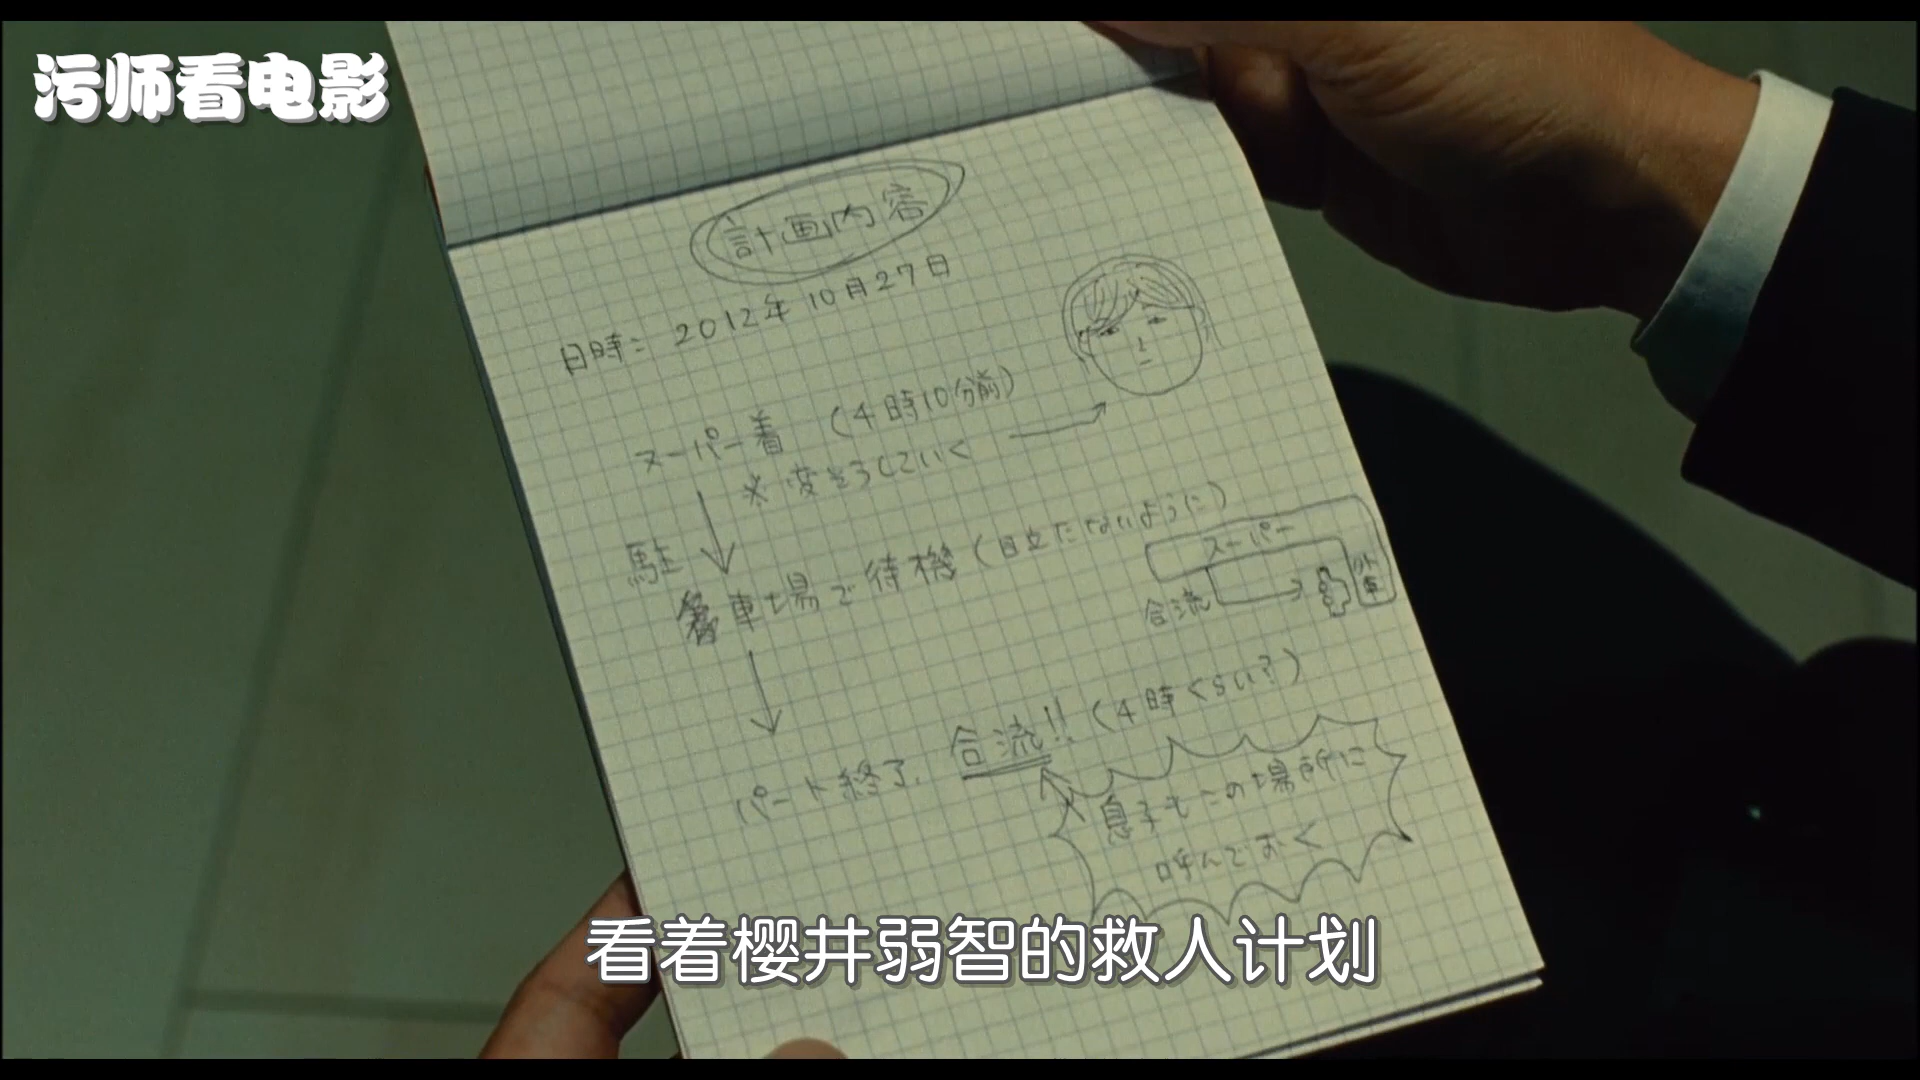 污师看电影
計画内容
日時: 2012年10月27日
スーパー着 (4時10分前)
※変そうしていく
駐
車場で待機 (目立たないように)
スーパー
合流
パート終了. 合流!! (4時くらい?)
息子もこの場所に
呼んでおく
看着樱井弱智的救人计划